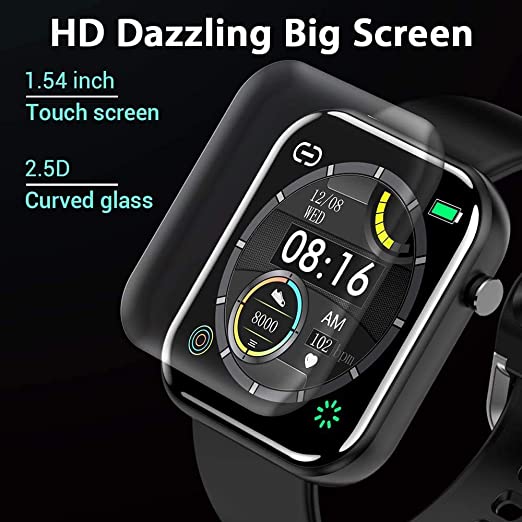 HD Dazzling Big Screen
1.54 inch
Touch screen
2.5D
Curved glass
12/08
WED
08:16
AM
8000
102 bpm